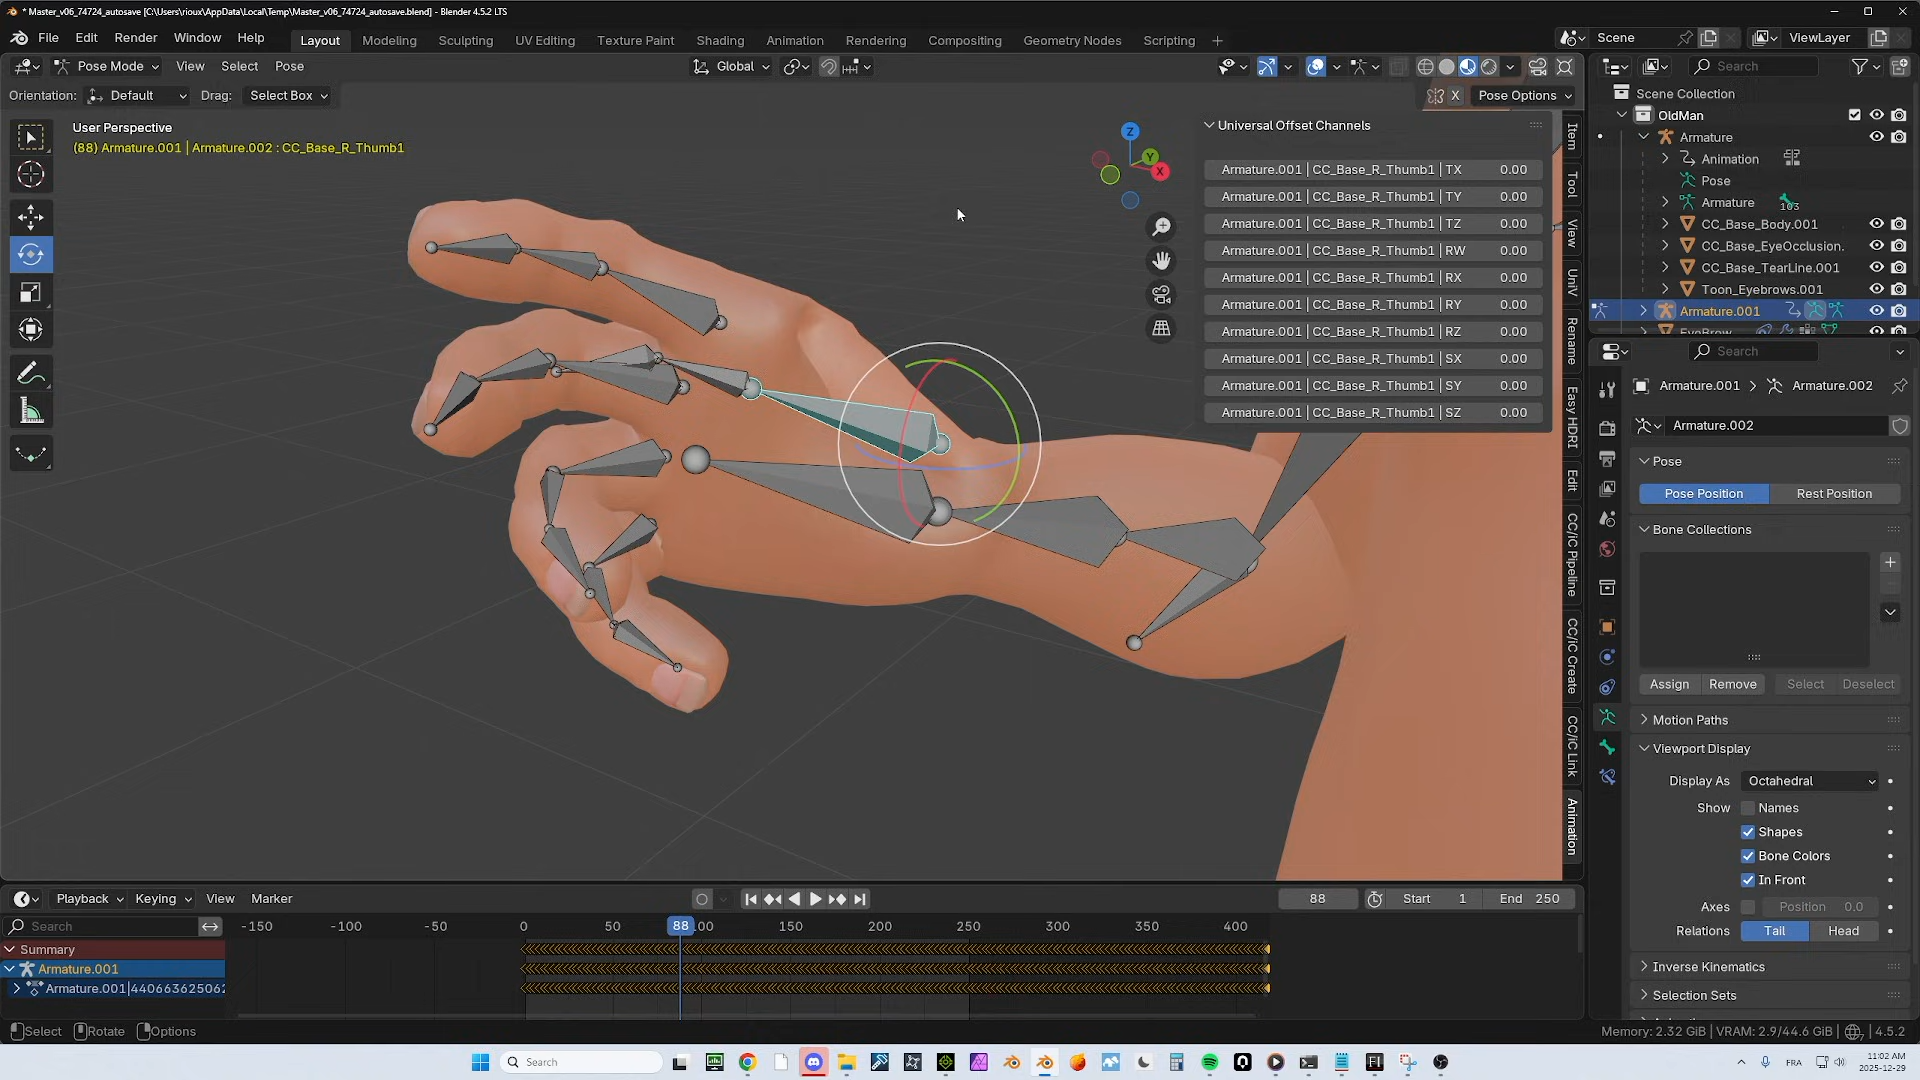 * Master_v06_74724_autosave [C:\Users\rioux\AppData\Local\Temp\Master_v06_74724_autosave.blend] - Blender 4.5.2 LTS
File Edit Render Window Help Layout Modeling Sculpting UV Editing Texture Paint Shading Animation Rendering Compositing Geometry Nodes Scripting + Scene ViewLayer
Pose Mode View Select Pose Global Search
Orientation: Default Drag: Select Box X Pose Options
Scene Collection
OldMan
Armature
Animation
Pose
Armature 103
CC_Base_Body.001
CC_Base_EyeOcclusion.
CC_Base_TearLine.001
Toon_Eyebrows.001
Armature.001
EyeBrow
User Perspective
(88) Armature.001 | Armature.002 : CC_Base_R_Thumb1
Z
Y
X
Universal Offset Channels
Armature.001 | CC_Base_R_Thumb1 | TX 0.00
Armature.001 | CC_Base_R_Thumb1 | TY 0.00
Armature.001 | CC_Base_R_Thumb1 | TZ 0.00
Armature.001 | CC_Base_R_Thumb1 | RW 0.00
Armature.001 | CC_Base_R_Thumb1 | RX 0.00
Armature.001 | CC_Base_R_Thumb1 | RY 0.00
Armature.001 | CC_Base_R_Thumb1 | RZ 0.00
Armature.001 | CC_Base_R_Thumb1 | SX 0.00
Armature.001 | CC_Base_R_Thumb1 | SY 0.00
Armature.001 | CC_Base_R_Thumb1 | SZ 0.00
Item
Tool
View
UniV
Rename
Easy HDRI
Edit
CC/iC Pipeline
CC/iC Create
CC/iC Link
Animation
Search
Armature.001 > Armature.002
Armature.002
Pose
Pose Position Rest Position
Bone Collections
Assign Remove Select Deselect
Motion Paths
Viewport Display
Display As Octahedral
Show Names
Shapes
Bone Colors
In Front
Axes Position 0.0
Relations Tail Head
Inverse Kinematics
Selection Sets
Playback Keying View Marker 88 Start 1 End 250
Search -150 -100 -50 0 50 88 100 150 200 250 300 350 400
Summary
Armature.001
Armature.001|440663625062
Select Rotate Options Memory: 2.32 GiB | VRAM: 2.9/44.6 GiB | 4.5.2
Search FRA 11:02 AM
2025-12-29